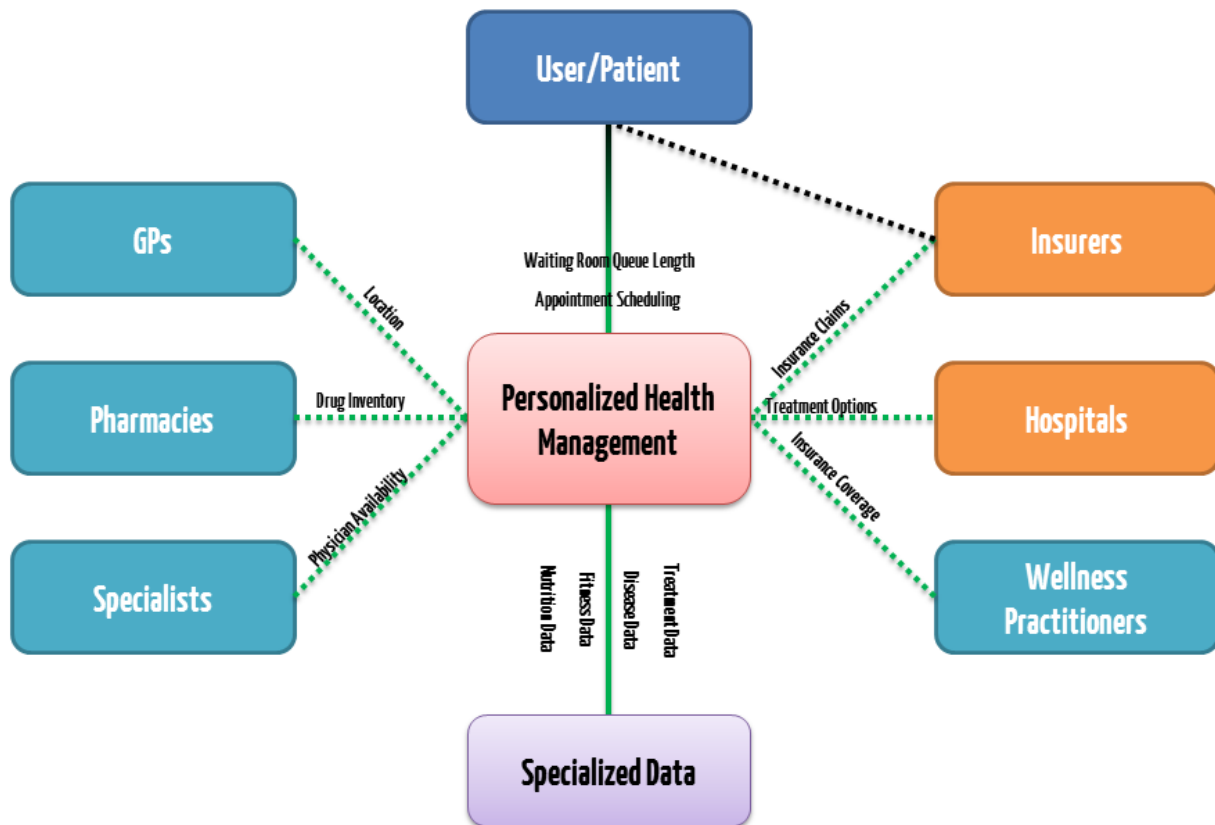 User/Patient
GPs
Insurers
Waiting Room Queue Length
Appointment Scheduling
Location
Insurance Claims
Pharmacies
Drug Inventory
Personalized Health
Management
Treatment Options
Hospitals
Physician Availability
Insurance Coverage
Specialists
Wellness
Practitioners
Nutrition Data
Fitness Data
Disease Data
Treatment Data
Specialized Data